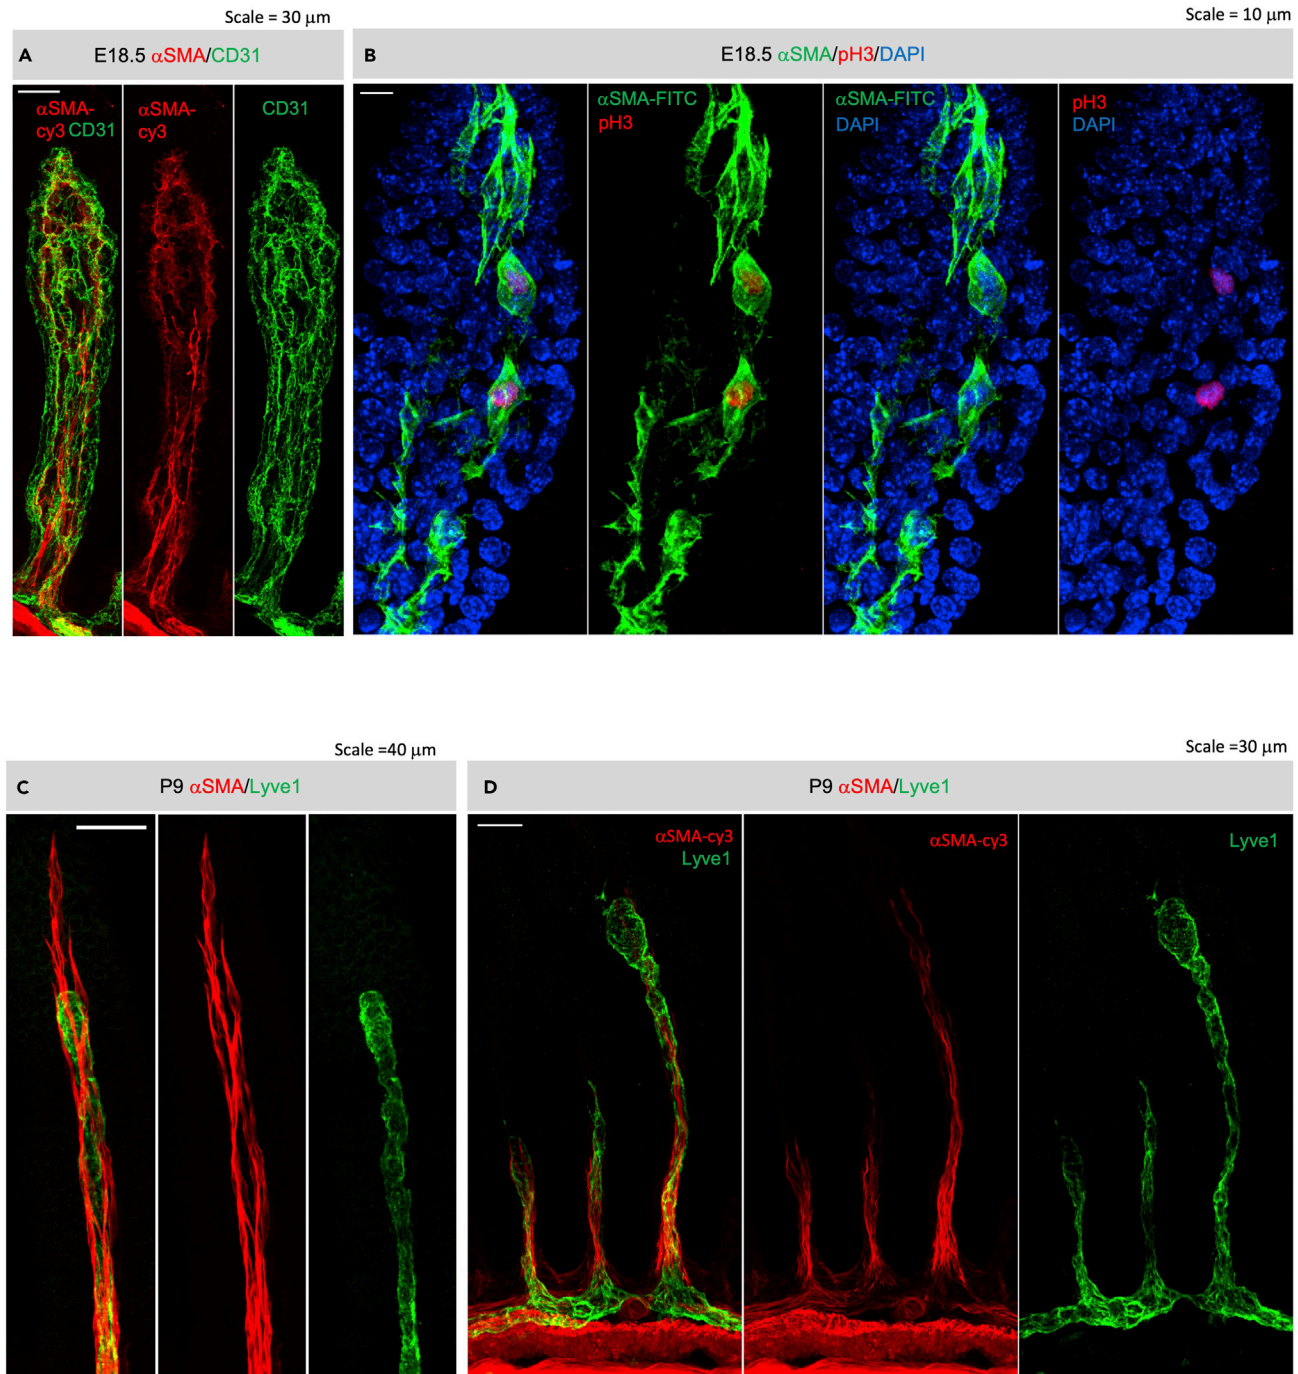 Scale = 30 μm
A E18.5 αSMA/CD31
αSMA-
cy3 CD31
αSMA-
cy3
CD31
Scale = 10 μm
B E18.5 αSMA/pH3/DAPI
αSMA-FITC
pH3
αSMA-FITC
DAPI
pH3
DAPI
Scale =40 μm
C P9 αSMA/Lyve1
Scale =30 μm
D P9 αSMA/Lyve1
αSMA-cy3
Lyve1
αSMA-cy3
Lyve1